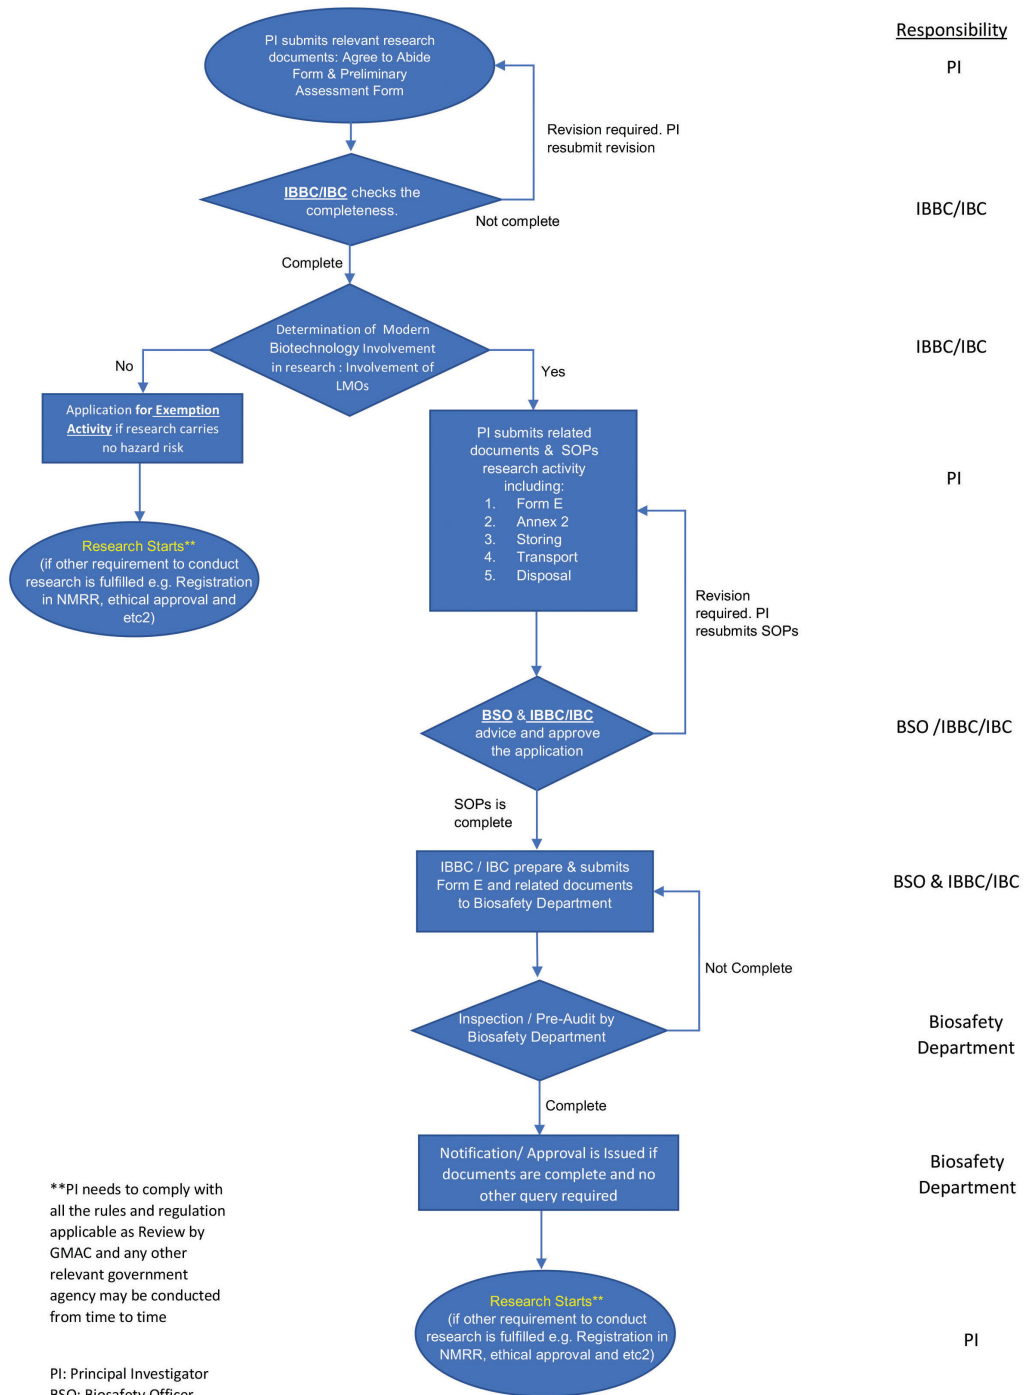 Responsibility
PI submits relevant research
documents: Agree to Abide
Form & Preliminary
Assessment Form
PI
Revision required. PI
resubmit revision
IBBC/IBC checks the
completeness.
Not complete
IBBC/IBC
Complete
Determination of Modern
Biotechnology Involvement
in research : Involvement of
LMOs
IBBC/IBC
No
Yes
Application for Exemption
Activity if research carries
no hazard risk
PI submits related
documents & SOPs
research activity
including:
1. Form E
2. Annex 2
3. Storing
4. Transport
5. Disposal
PI
Research Starts**
(if other requirement to conduct
research is fulfilled e.g. Registration
in NMRR, ethical approval and
etc2)
Revision
required. PI
resubmits SOPs
BSO & IBBC/IBC
advice and approve
the application
BSO /IBBC/IBC
SOPs is
complete
IBBC / IBC prepare & submits
Form E and related documents
to Biosafety Department
BSO & IBBC/IBC
Not Complete
Inspection / Pre-Audit by
Biosafety Department
Biosafety
Department
Complete
Notification/ Approval is Issued if
documents are complete and no
other query required
Biosafety
Department
**PI needs to comply with
all the rules and regulation
applicable as Review by
GMAC and any other
relevant government
agency may be conducted
from time to time
Research Starts**
(if other requirement to conduct
research is fulfilled e.g. Registration in
NMRR, ethical approval and etc2)
PI
PI: Principal Investigator
BSO: Biosafety Officer